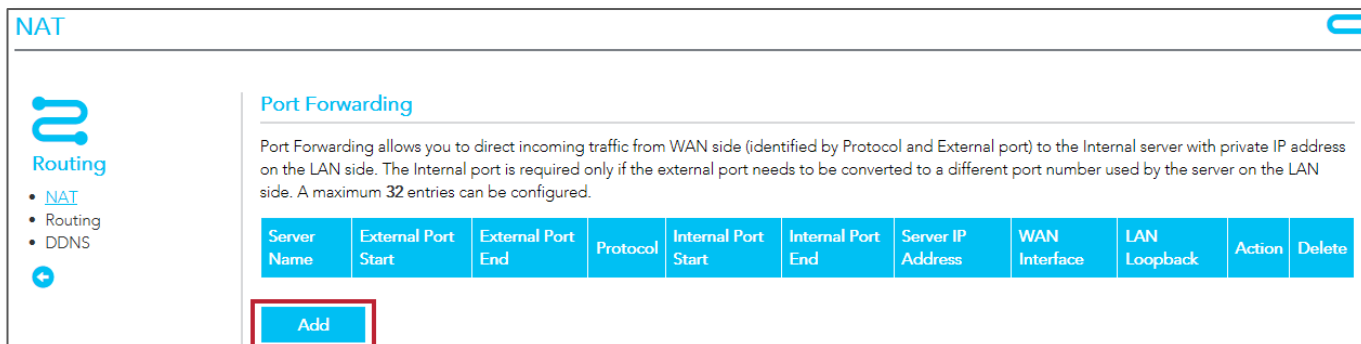 NAT
Routing
• NAT
• Routing
• DDNS
Port Forwarding
Port Forwarding allows you to direct incoming traffic from WAN side (identified by Protocol and External port) to the Internal server with private IP address
on the LAN side. The Internal port is required only if the external port needs to be converted to a different port number used by the server on the LAN
side. A maximum 32 entries can be configured.
Server Name External Port Start External Port End Protocol Internal Port Start Internal Port End Server IP Address WAN Interface LAN Loopback Action Delete
Add